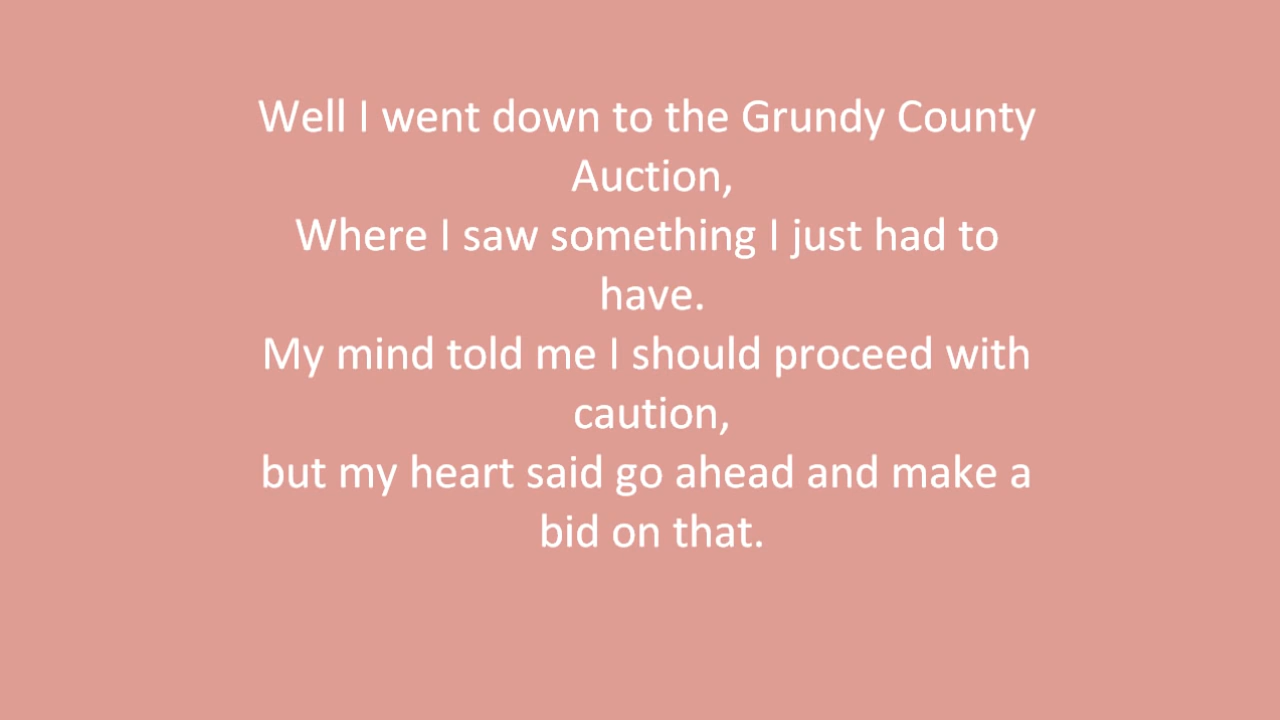 Well I went down to the Grundy County
Auction,
Where I saw something I just had to
have.
My mind told me I should proceed with
caution,
but my heart said go ahead and make a
bid on that.